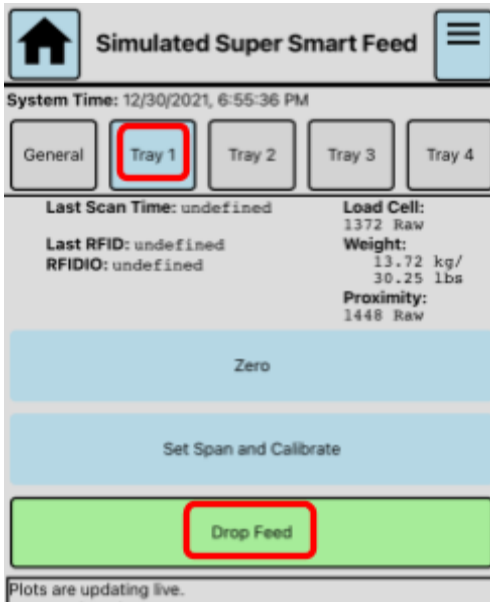 Simulated Super Smart Feed
System Time: 12/30/2021, 6:55:36 PM
General Tray 1 Tray 2 Tray 3 Tray 4
Last Scan Time: undefined
Last RFID: undefined
RFIDIO: undefined
Load Cell:
1372 Raw
Weight:
13.72 kg/
30.25 lbs
Proximity:
1448 Raw
Zero
Set Span and Calibrate
Drop Feed
Plots are updating live.